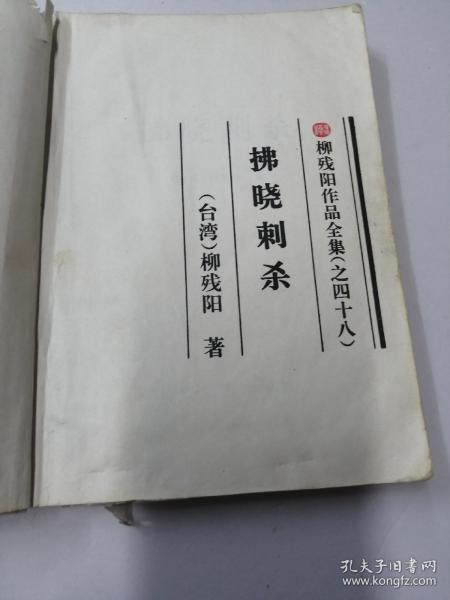 柳残阳作品全集(之四十八)
拂晓刺杀
(台湾)柳残阳 著
孔夫子旧书网
www.kongfz.com